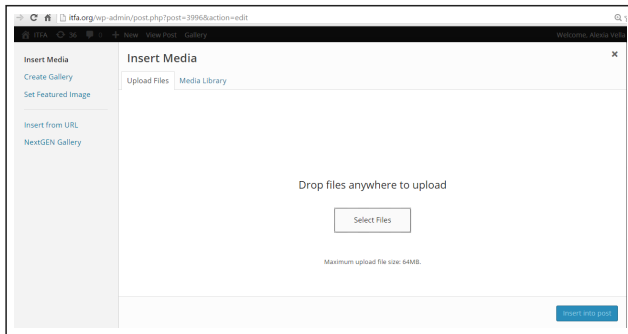 itfa.org/wp-admin/post.php?post=3996&action=edit
ITFA 36 0 + New View Post Gallery Welcome, Alexia Volla
Insert Media
Create Gallery
Set Featured Image
Insert from URL
NextGEN Gallery
Insert Media
Upload Files Media Library
Drop files anywhere to upload
Select Files
Maximum upload file size: 64MB.
Insert into post